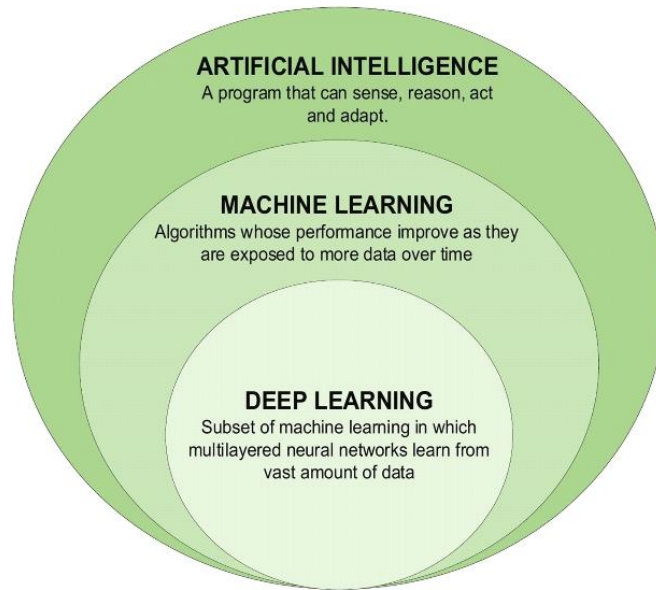 ARTIFICIAL INTELLIGENCE
A program that can sense, reason, act
and adapt.
MACHINE LEARNING
Algorithms whose performance improve as they
are exposed to more data over time
DEEP LEARNING
Subset of machine learning in which
multilayered neural networks learn from
vast amount of data